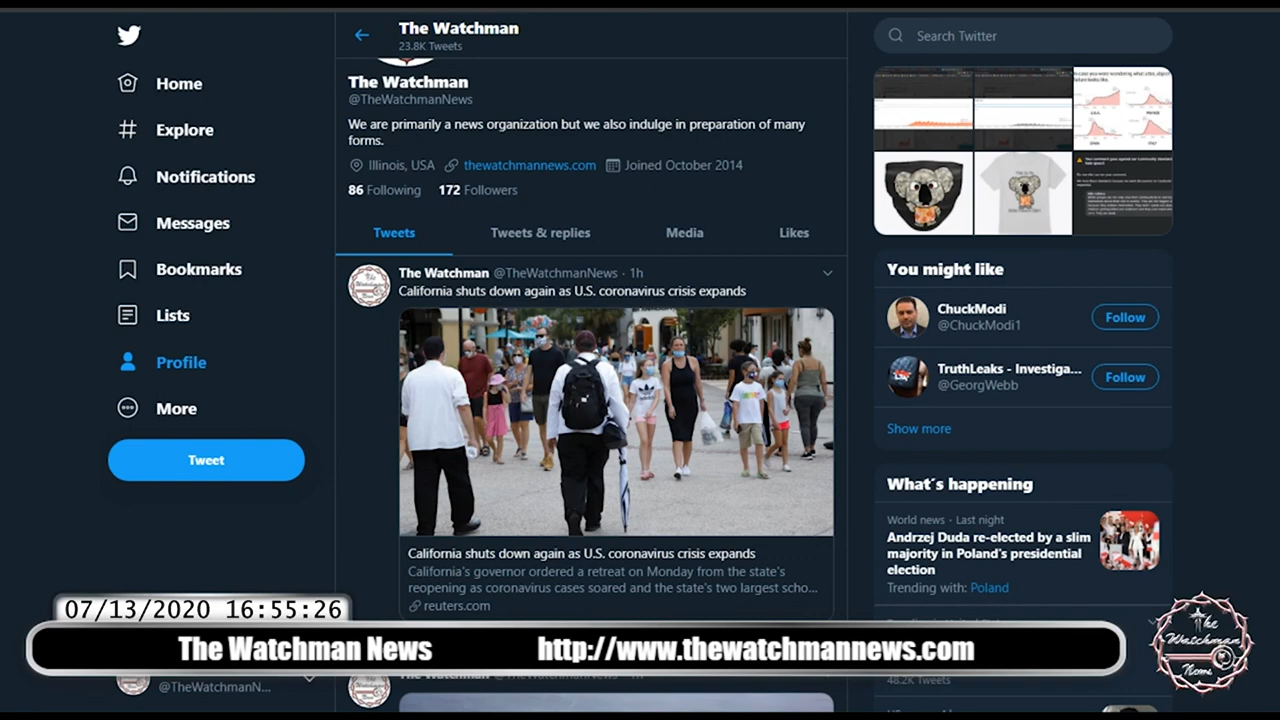 The Watchman
23.8K Tweets
Search Twitter
Home
Explore
Notifications
Messages
Bookmarks
Lists
Profile
More
Tweet
The Watchman
@TheWatchmanNews
We are primarily a news organization but we also indulge in preparation of many
forms.
Illinois, USA thewatchmannews.com Joined October 2014
86 Following 172 Followers
Tweets Tweets & replies Media Likes
The Watchman @TheWatchmanNews · 1h
California shuts down again as U.S. coronavirus crisis expands
California shuts down again as U.S. coronavirus crisis expands
California's governor ordered a retreat on Monday from the state's
reopening as coronavirus cases soared and the state's two largest scho...
reuters.com
You might like
ChuckModi
@ChuckModi1
Follow
TruthLeaks - Investiga...
@GeorgWebb
Follow
Show more
What's happening
World news · Last night
Andrzej Duda re-elected by a slim
majority in Poland's presidential
election
Trending with: Poland
48.2K Tweets
07/13/2020 16:55:26
The Watchman News http://www.thewatchmannews.com
@TheWatchmanN...
The
Watchman
News